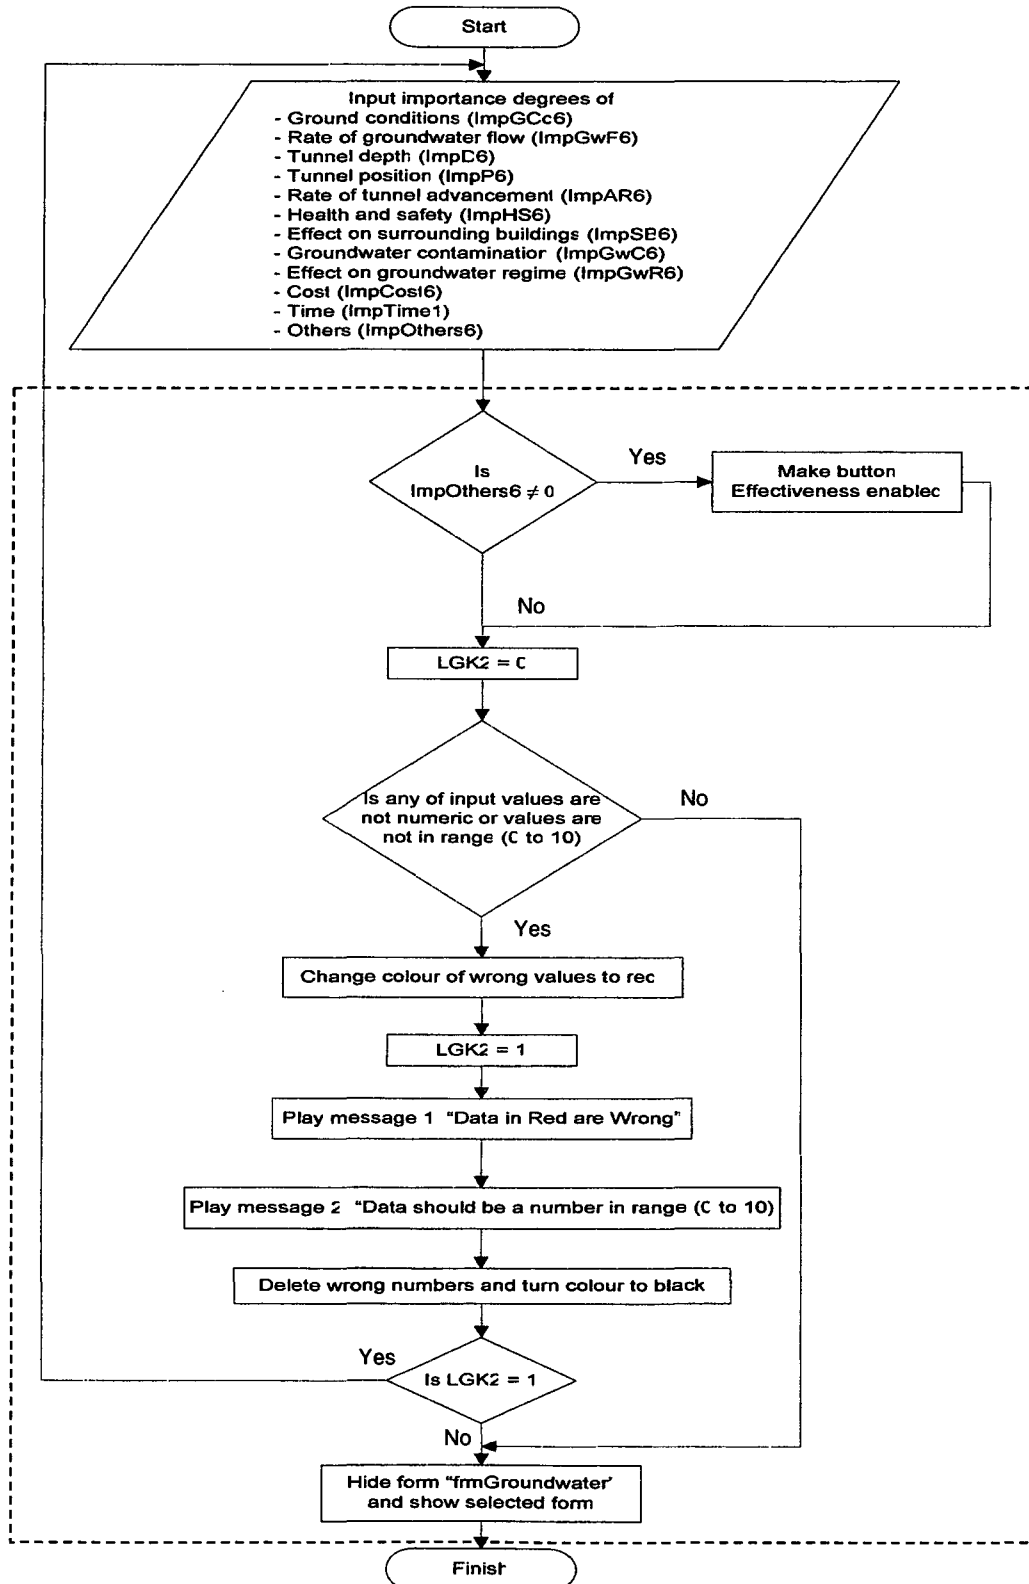 Start
Input importance degrees of
- Ground conditions (ImpGCc6)
- Rate of groundwater flow (ImpGwF6)
- Tunnel depth (ImpD6)
- Tunnel position (ImpP6)
- Rate of tunnel advancement (ImpAR6)
- Health and safety (ImpHS6)
- Effect on surrounding buildings (ImpSB6)
- Groundwater contamination (ImpGwC6)
- Effect on groundwater regime (ImpGwR6)
- Cost (ImpCost6)
- Time (ImpTime1)
- Others (ImpOthers6)
Is
ImpOthers6 ≠ 0
Yes
Make button
Effectiveness enabled
No
LGK2 = 0
Is any of input values are
not numeric or values are
not in range (0 to 10)
No
Yes
Change colour of wrong values to red
LGK2 = 1
Play message 1 "Data in Red are Wrong"
Play message 2 "Data should be a number in range (0 to 10)
Delete wrong numbers and turn colour to black
Yes
Is LGK2 = 1
No
Hide form "frmGroundwater'
and show selected form
Finish